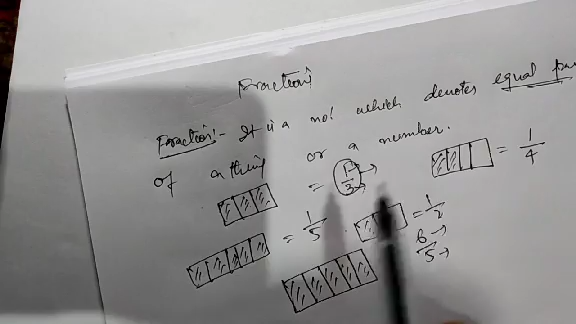 Fraction:
Fraction:- It is a no. which denotes equal
of a thing or a number.
= 1/3 = 1/4
= 1/5 = 1/2
6/5